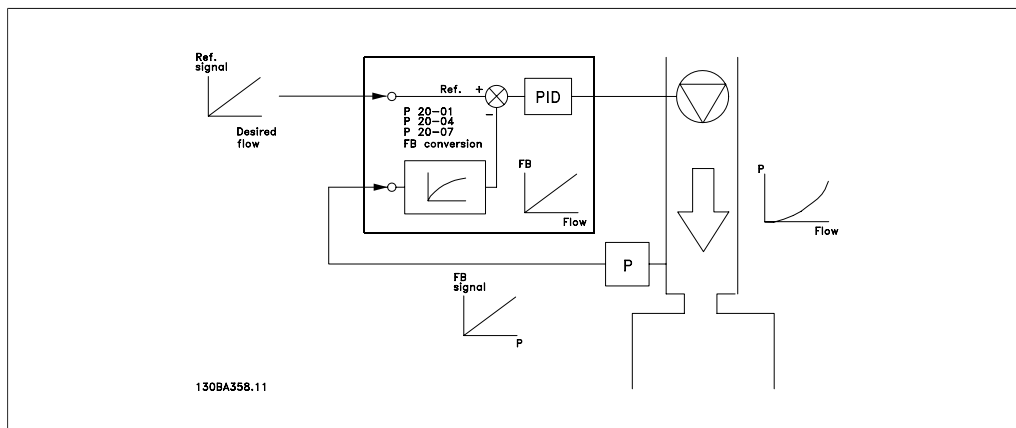 Ref.
signal
Desired
flow
Ref.
+
-
P 20-01
P 20-04
P 20-07
FB conversion
PID
FB
Flow
P
Flow
P
FB
signal
P
130BA358.11